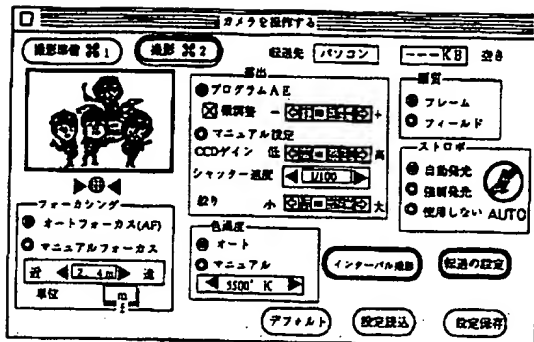 カメラを操作する
撮影準備 ⌘1
撮影 ⌘2
転送先 パソコン
---KB 空き
露出
プログラムAE
微調整 − +
マニュアル設定
CCDゲイン 低 高
シャッター速度 1/100
絞り 小 大
画質
フレーム
フィールド
ストロボ
自動発光
強制発光
使用しない AUTO
フォーカシング
オートフォーカス(AF)
マニュアルフォーカス
近 2.4m 遠
単位 m
f
色温度
オート
マニュアル
5500°K
インターバル撮影
転送の設定
デフォルト
設定読込
設定保存